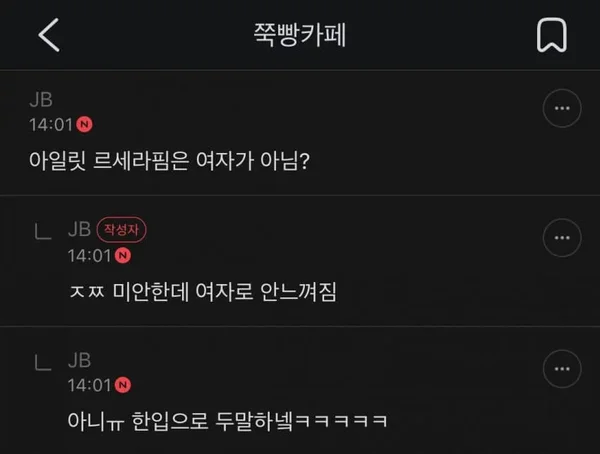 쭉빵카페
JB
14:01 N
아일릿 르세라핌은 여자가 아님?
JB 작성자
14:01 N
ㅈㅉ 미안한데 여자로 안느껴짐
JB
14:01 N
아니ㅠ 한입으로 두말하넼ㅋㅋㅋㅋㅋ